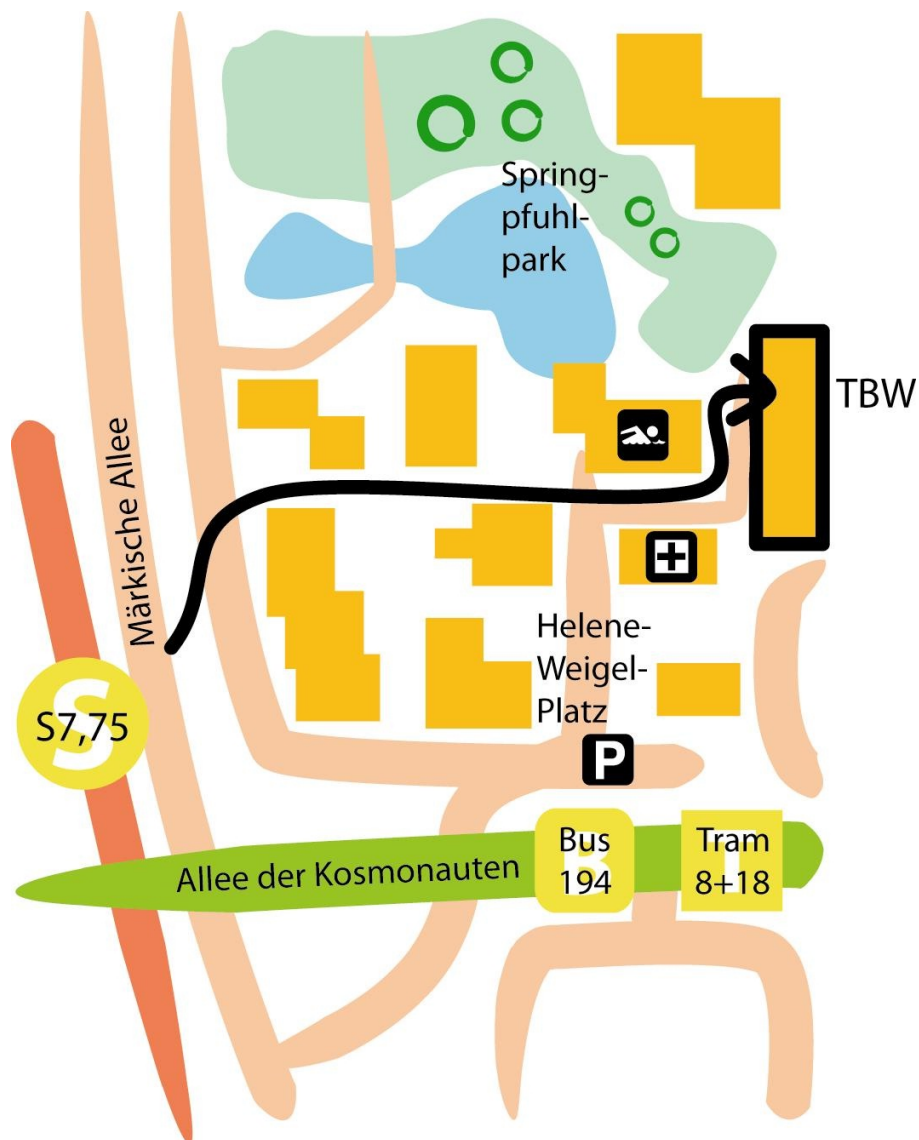 Spring-
pfuhl-
park
TBW
Märkische Allee
Helene-
Weigel-
Platz
S
S7,75
P
Allee der Kosmonauten
B
Bus
194
T
Tram
8+18